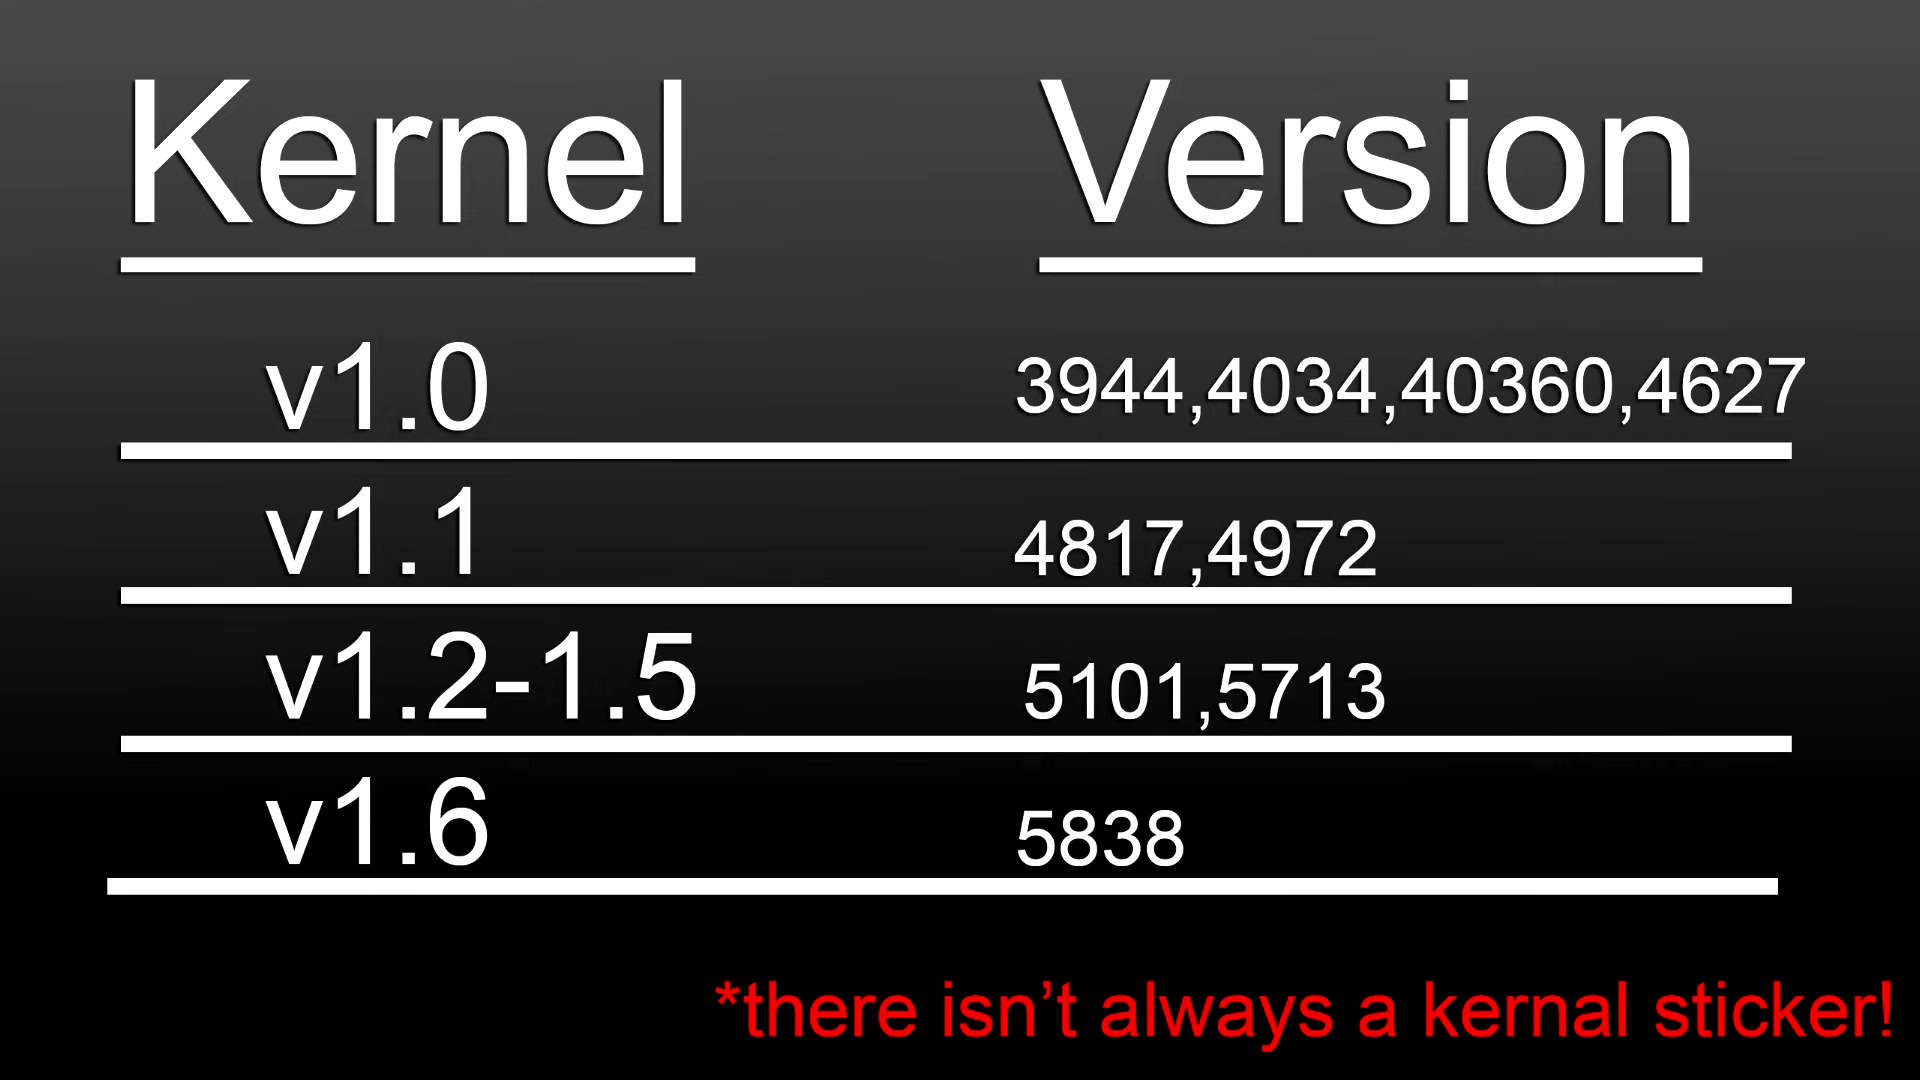 Kernel Version
v1.0 3944,4034,40360,4627
v1.1 4817,4972
v1.2-1.5 5101,5713
v1.6 5838
*there isn’t always a kernal sticker!